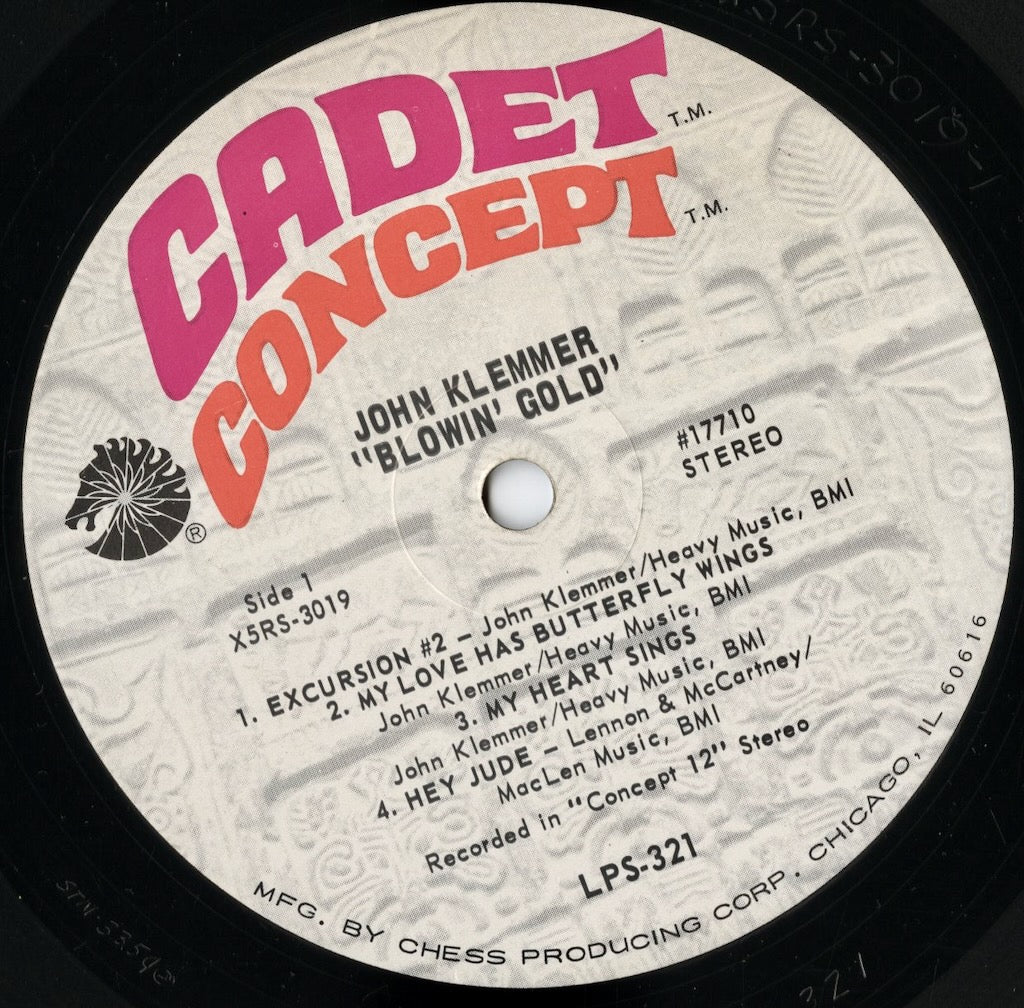 CADET T.M.
CONCEPT T.M.
JOHN KLEMMER
"BLOWIN' GOLD"
#17710
STEREO
®
Side 1
X5RS-3019
1. EXCURSION #2 – John Klemmer/Heavy Music, BMI
2. MY LOVE HAS BUTTERFLY WINGS
John Klemmer/Heavy Music, BMI
3. MY HEART SINGS
John Klemmer/Heavy Music, BMI
4. HEY JUDE – Lennon & McCartney/
MacLen Music, BMI
Recorded in "Concept 12" Stereo
LPS-321
MFG. BY CHESS PRODUCING CORP. CHICAGO, IL 60616
321